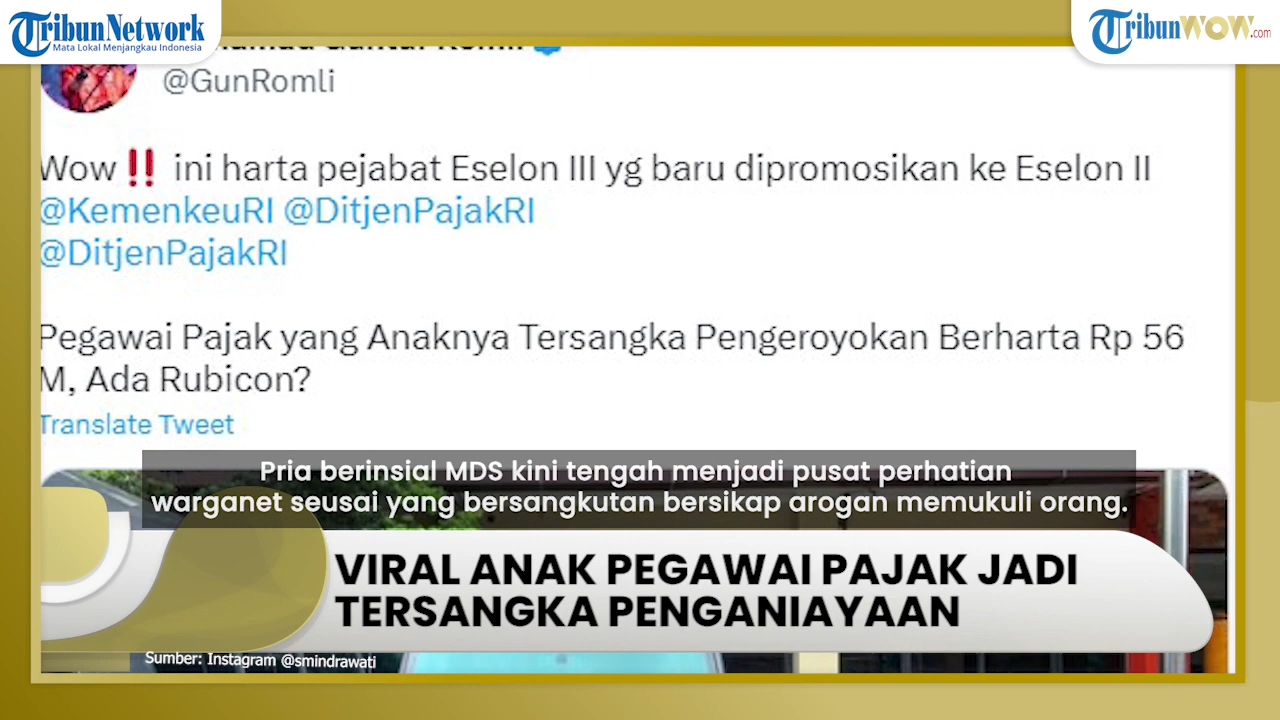 TribunNetwork
Mata Lokal Menjangkau Indonesia
TribunWOW.com
@GunRomli
Wow‼ ini harta pejabat Eselon III yg baru dipromosikan ke Eselon II
@KemenkeuRI @DitjenPajakRI
@DitjenPajakRI
Pegawai Pajak yang Anaknya Tersangka Pengeroyokan Berharta Rp 56
M, Ada Rubicon?
Translate Tweet
Pria berinsial MDS kini tengah menjadi pusat perhatian
warganet seusai yang bersangkutan bersikap arogan memukuli orang.
VIRAL ANAK PEGAWAI PAJAK JADI
TERSANGKA PENGANIAYAAN
Sumber: Instagram @smindrawati